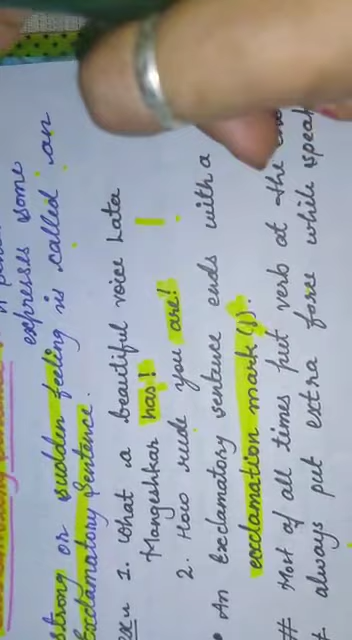 expresses some
strong or sudden feeling is called an
Exclamatory Sentence.
Ex: 1. What a beautiful voice Lata
Mangeshkar has!
2. How rude you are!
• An Exclamatory sentence ends with a
exclamation mark (!).
# Most of all times put verb at the
# always put extra force while